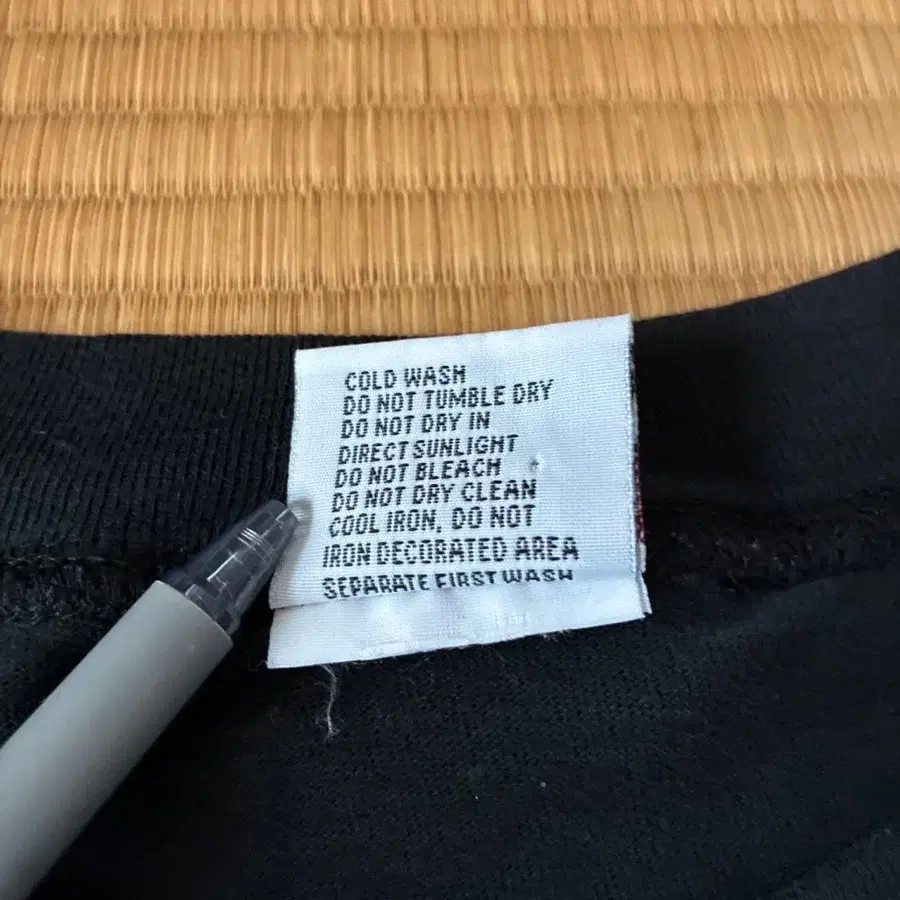 COLD WASH
DO NOT TUMBLE DRY
DO NOT DRY IN
DIRECT SUNLIGHT
DO NOT BLEACH
DO NOT DRY CLEAN
COOL IRON, DO NOT
IRON DECORATED AREA
SEPARATE FIRST WASH